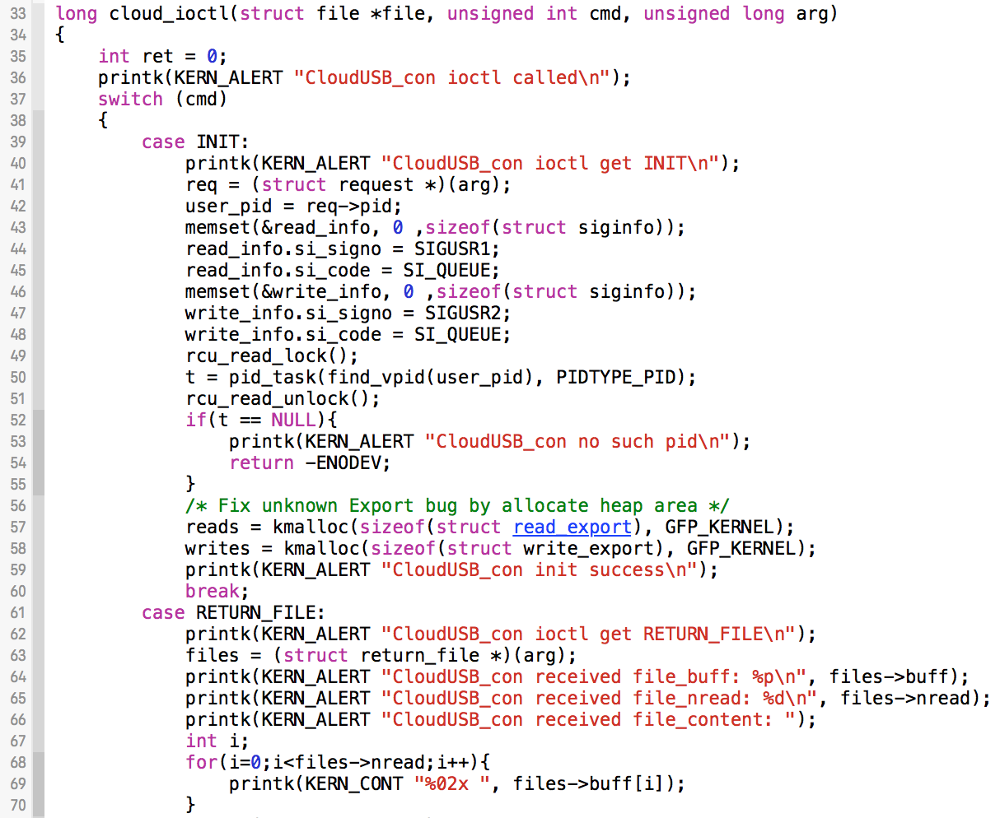 33 long cloud_ioctl(struct file *file, unsigned int cmd, unsigned long arg)
34 {
35     int ret = 0;
36     printk(KERN_ALERT "CloudUSB_con ioctl called\n");
37     switch (cmd)
38     {
39         case INIT:
40             printk(KERN_ALERT "CloudUSB_con ioctl get INIT\n");
41             req = (struct request *)(arg);
42             user_pid = req->pid;
43             memset(&read_info, 0 ,sizeof(struct siginfo));
44             read_info.si_signo = SIGUSR1;
45             read_info.si_code = SI_QUEUE;
46             memset(&write_info, 0 ,sizeof(struct siginfo));
47             write_info.si_signo = SIGUSR2;
48             write_info.si_code = SI_QUEUE;
49             rcu_read_lock();
50             t = pid_task(find_vpid(user_pid), PIDTYPE_PID);
51             rcu_read_unlock();
52             if(t == NULL){
53                 printk(KERN_ALERT "CloudUSB_con no such pid\n");
54                 return -ENODEV;
55             }
56             /* Fix unknown Export bug by allocate heap area */
57             reads = kmalloc(sizeof(struct read_export), GFP_KERNEL);
58             writes = kmalloc(sizeof(struct write_export), GFP_KERNEL);
59             printk(KERN_ALERT "CloudUSB_con init success\n");
60             break;
61         case RETURN_FILE:
62             printk(KERN_ALERT "CloudUSB_con ioctl get RETURN_FILE\n");
63             files = (struct return_file *)(arg);
64             printk(KERN_ALERT "CloudUSB_con received file_buff: %p\n", files->buff);
65             printk(KERN_ALERT "CloudUSB_con received file_nread: %d\n", files->nread);
66             printk(KERN_ALERT "CloudUSB_con received file_content: ");
67             int i;
68             for(i=0;i<files->nread;i++){
69                 printk(KERN_CONT "%02x ", files->buff[i]);
70             }